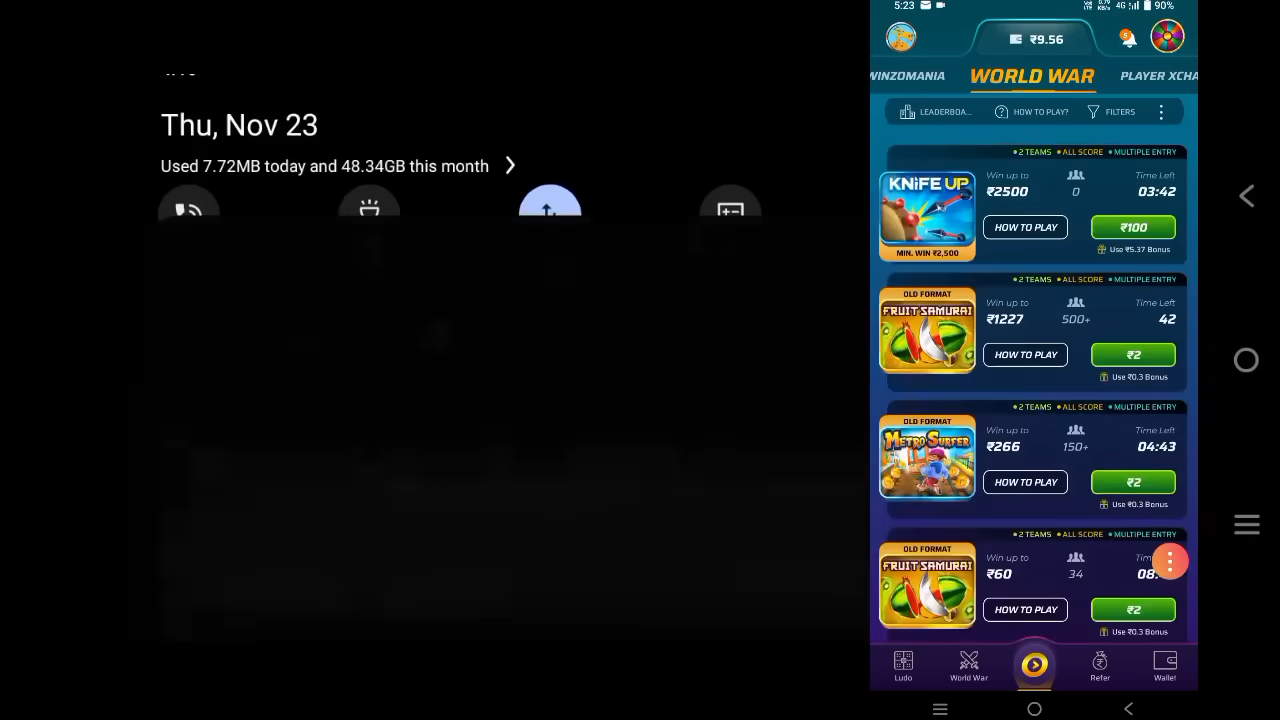 Thu, Nov 23
Used 7.72MB today and 48.34GB this month
5:23
4G
90%
₹9.56
5
WINZOMANIA
WORLD WAR
PLAYER XCHA
LEADERBOA...
HOW TO PLAY?
FILTERS
2 TEAMS ALL SCORE MULTIPLE ENTRY
KNIFE UP
MIN. WIN ₹2,500
Win up to
₹2500
0
Time Left
03:42
HOW TO PLAY
₹100
Use ₹5.37 Bonus
2 TEAMS ALL SCORE MULTIPLE ENTRY
OLD FORMAT
FRUIT SAMURAI
Win up to
₹1227
500+
Time Left
42
HOW TO PLAY
₹2
Use ₹0.3 Bonus
2 TEAMS ALL SCORE MULTIPLE ENTRY
OLD FORMAT
METRO SURFER
Win up to
₹266
150+
Time Left
04:43
HOW TO PLAY
₹2
Use ₹0.3 Bonus
2 TEAMS ALL SCORE MULTIPLE ENTRY
OLD FORMAT
FRUIT SAMURAI
Win up to
₹60
34
08:
HOW TO PLAY
₹2
Use ₹0.3 Bonus
Ludo
World War
Refer
Wallet